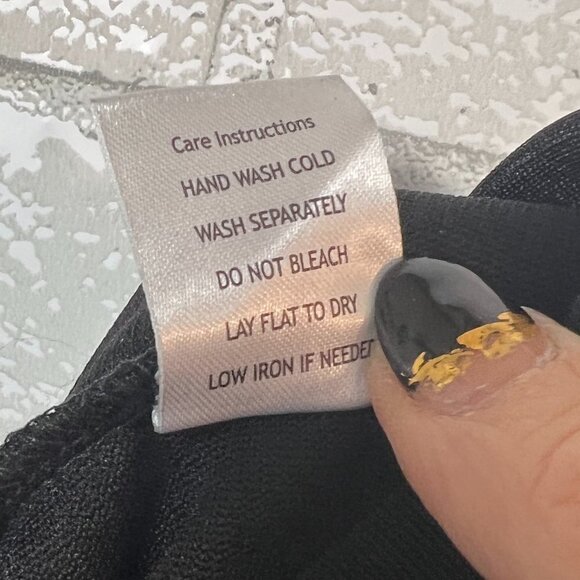 Care Instructions
HAND WASH COLD
WASH SEPARATELY
DO NOT BLEACH
LAY FLAT TO DRY
LOW IRON IF NEEDED